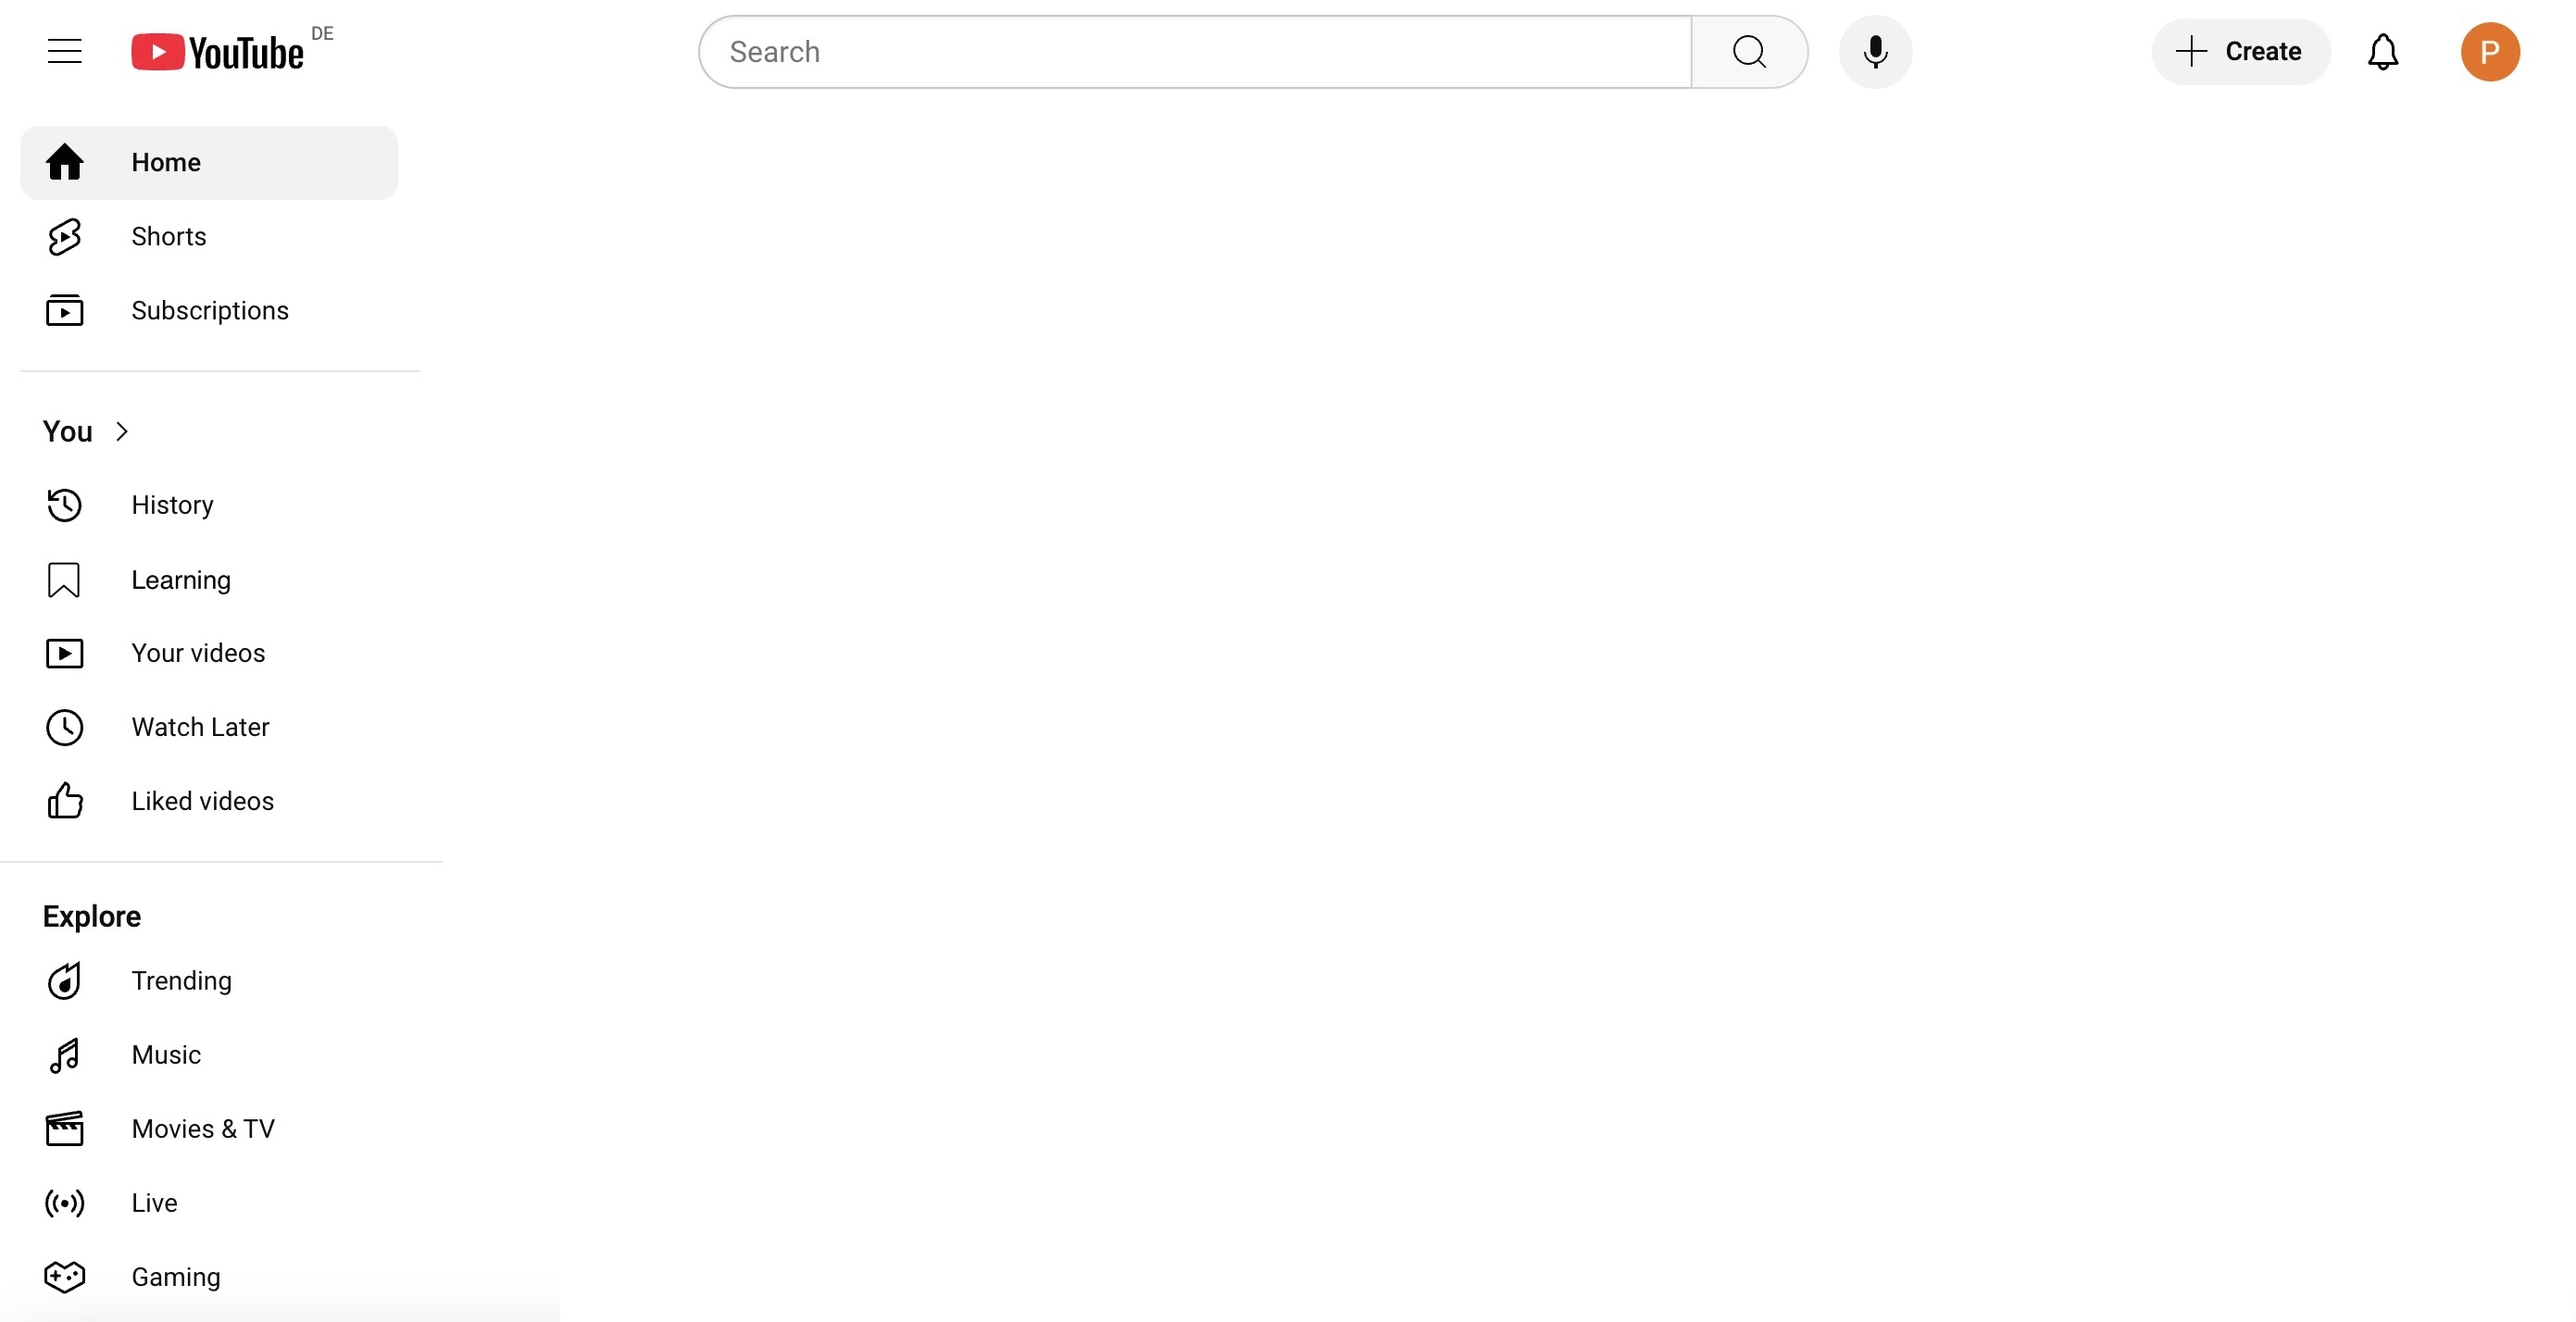 YouTube DE
Search
Create
P
Home
Shorts
Subscriptions
You
History
Learning
Your videos
Watch Later
Liked videos
Explore
Trending
Music
Movies & TV
Live
Gaming